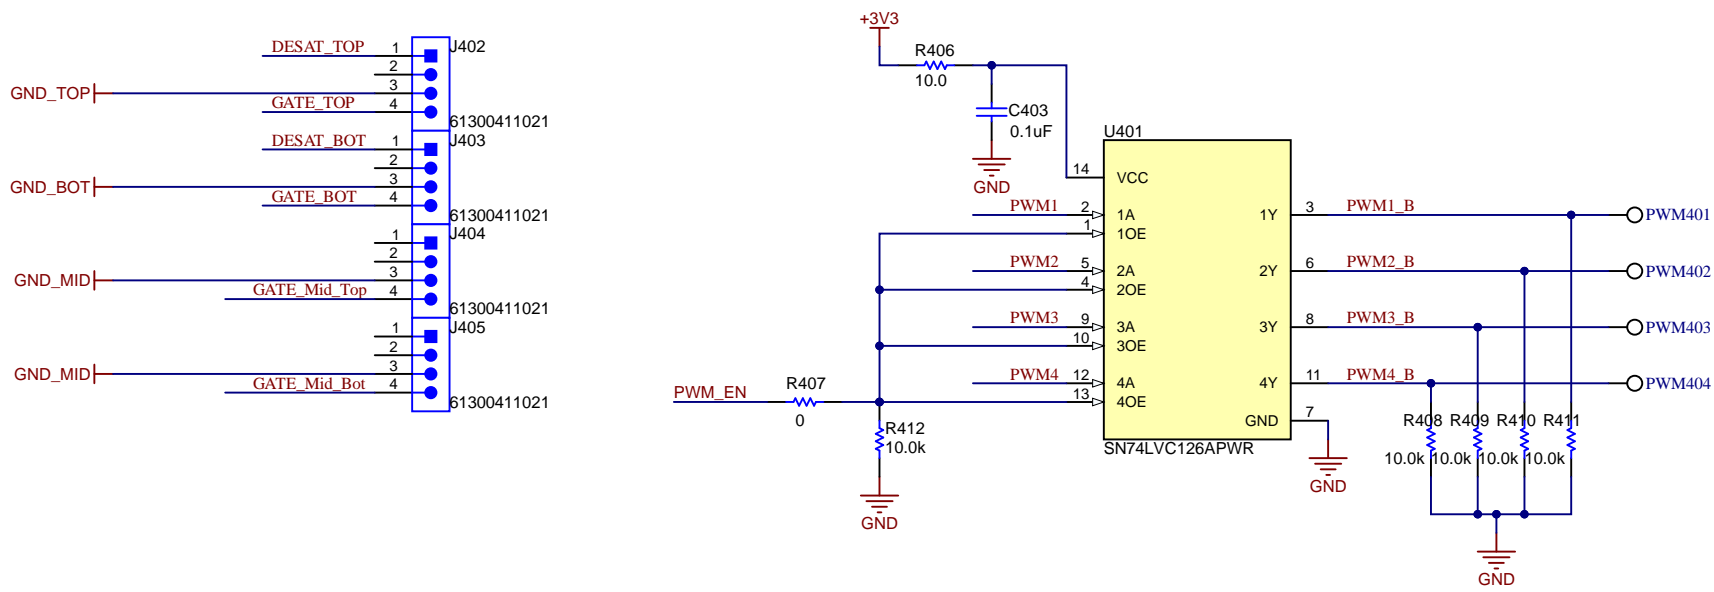 DESAT_TOP
1
J402
2
GND_TOP
3
GATE_TOP
4
61300411021
DESAT_BOT
1
J403
2
GND_BOT
3
GATE_BOT
4
61300411021
1
J404
2
GND_MID
3
GATE_Mid_Top
4
61300411021
1
J405
2
GND_MID
3
GATE_Mid_Bot
4
61300411021
+3V3
R406
10.0
C403
0.1uF
GND
U401
14
VCC
PWM1
2
1A
1
1OE
PWM2
5
2A
4
2OE
PWM3
9
3A
10
3OE
PWM4
12
4A
13
4OE
1Y
3
PWM1_B
PWM401
2Y
6
PWM2_B
PWM402
3Y
8
PWM3_B
PWM403
4Y
11
PWM4_B
PWM404
GND
7
SN74LVC126APWR
GND
PWM_EN
R407
0
R412
10.0k
GND
R408
R409
R410
R411
10.0k
10.0k
10.0k
10.0k
GND